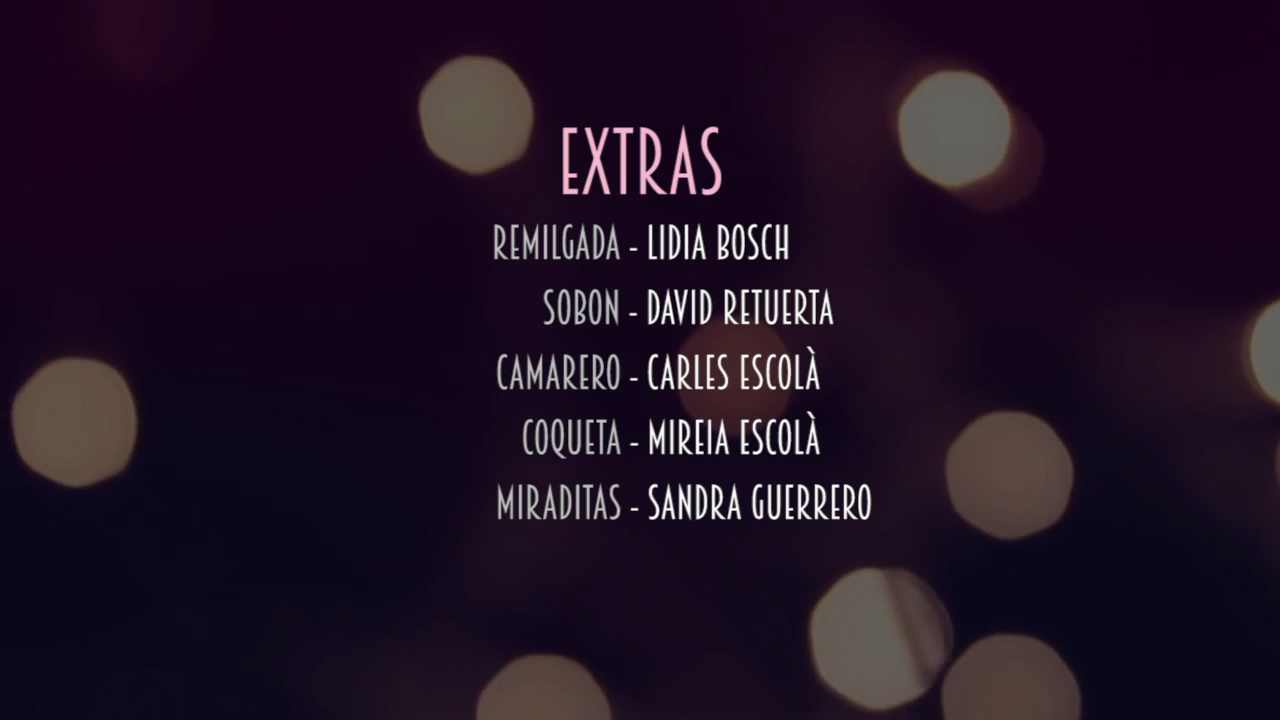 EXTRAS
REMILGADA - LIDIA BOSCH
SOBON - DAVID RETUERTA
CAMARERO - CARLES ESCOLÀ
COQUETA - MIREIA ESCOLÀ
MIRADITAS - SANDRA GUERRERO